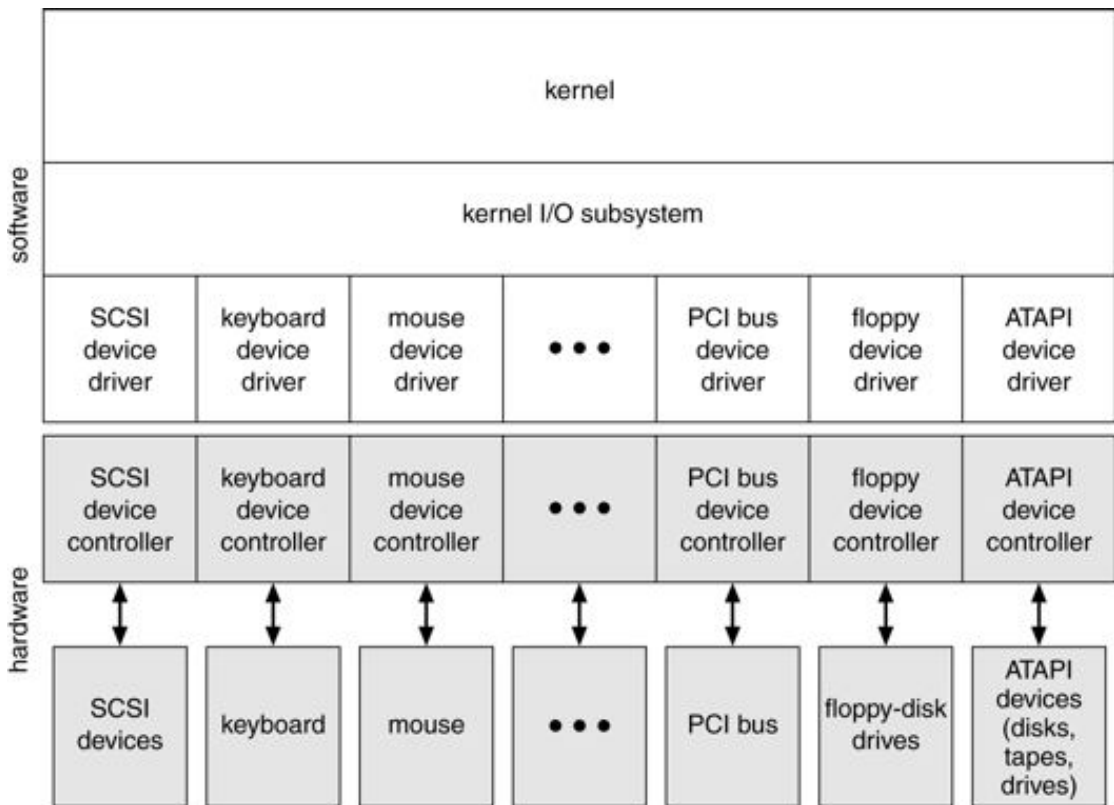 kernel
software
kernel I/O subsystem
SCSI
device
driver
keyboard
device
driver
mouse
device
driver
PCI bus
device
driver
floppy
device
driver
ATAPI
device
driver
hardware
SCSI
device
controller
keyboard
device
controller
mouse
device
controller
PCI bus
device
controller
floppy
device
controller
ATAPI
device
controller
SCSI
devices
keyboard
mouse
PCI bus
floppy-disk
drives
ATAPI
devices
(disks,
tapes,
drives)